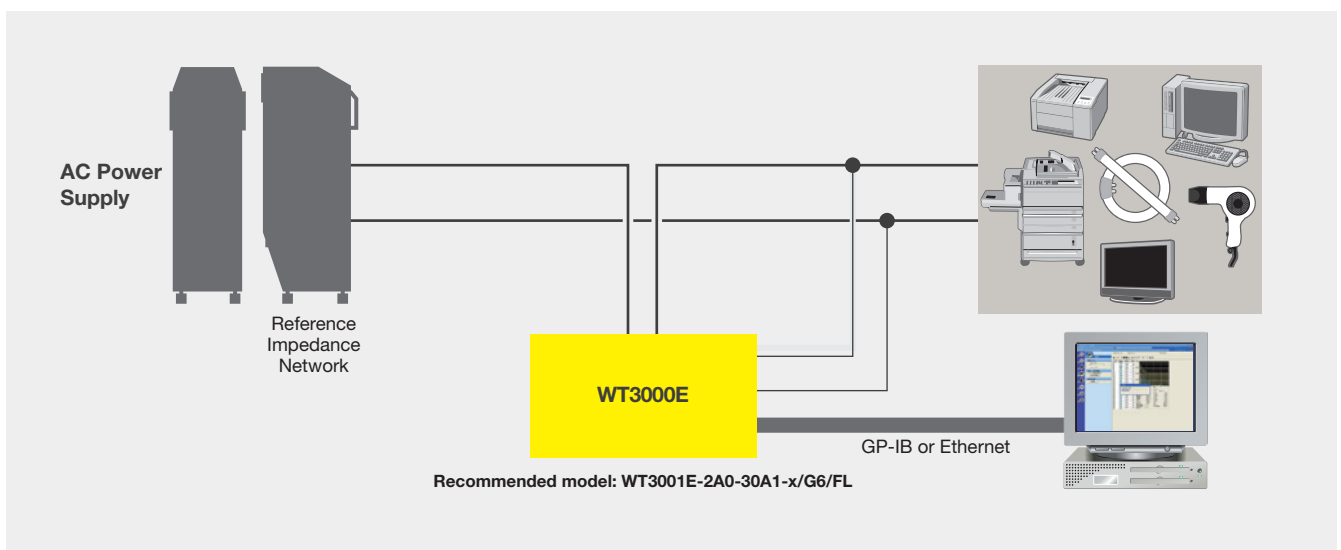 AC Power
Supply
Reference
Impedance
Network
WT3000E
GP-IB or Ethernet
Recommended model: WT3001E-2A0-30A1-x/G6/FL